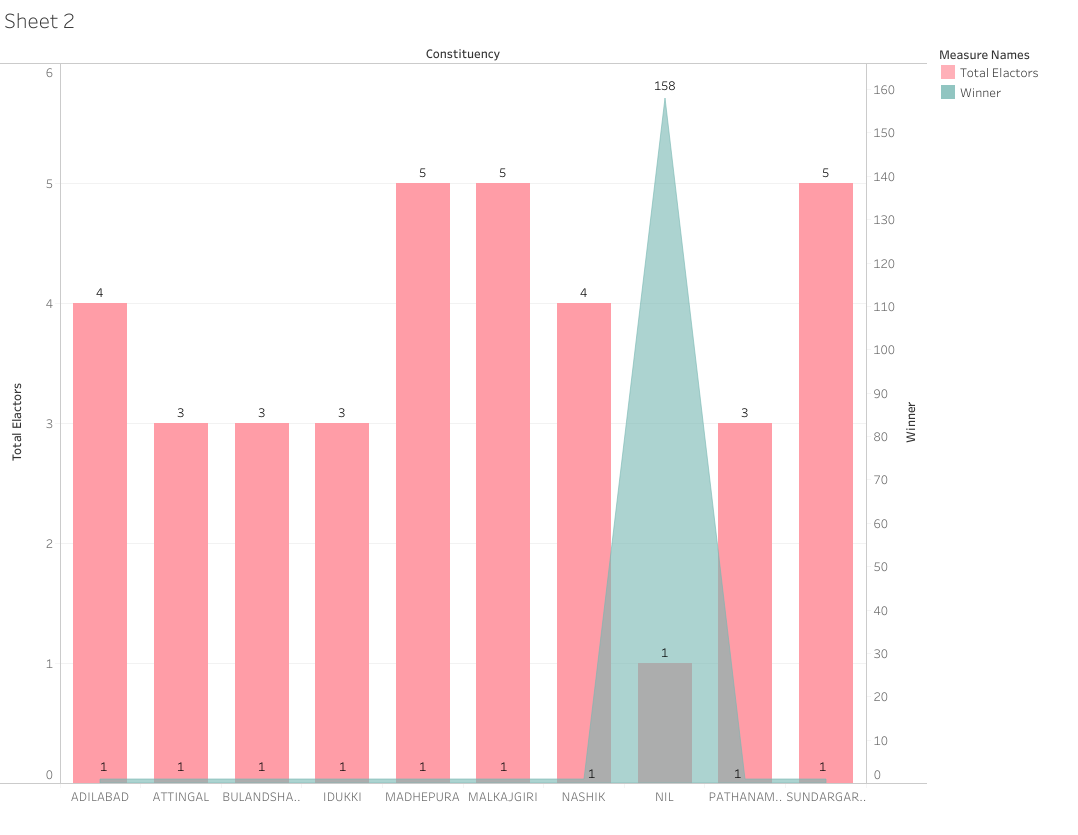 Sheet 2
Constituency
Measure Names
Total Elactors
Winner
6
5
4
3
2
1
0
Total Elactors
160
150
140
130
120
110
100
90
80
70
60
50
40
30
20
10
0
Winner
158
5 5 5
4 4
3 3 3 3
1
1 1 1 1 1 1 1 1 1
ADILABAD ATTINGAL BULANDSHA.. IDUKKI MADHEPURA MALKAJGIRI NASHIK NIL PATHANAM.. SUNDARGAR..